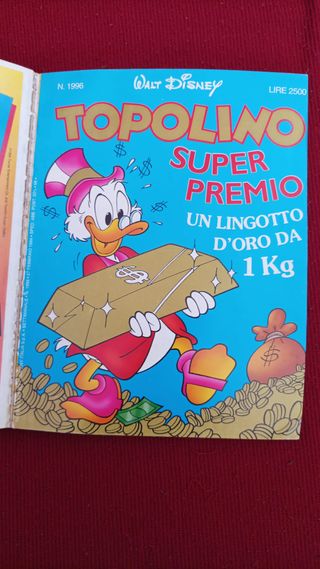 N. 1996
WALT DISNEY
LIRE 2500
TOPOLINO
SUPER
PREMIO
UN LINGOTTO
D'ORO DA
1 Kg
$
$